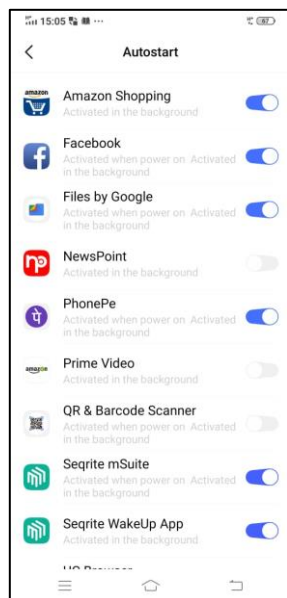 15:05
67
Autostart
amazon
Amazon Shopping
Activated in the background
Facebook
Activated when power on Activated
in the background
Files by Google
Activated when power on Activated
in the background
np
NewsPoint
Activated in the background
पे
PhonePe
Activated when power on Activated
in the background
amazon
Prime Video
Activated in the background
QR & Barcode Scanner
Activated when power on Activated
in the background
Seqrite mSuite
Activated when power on Activated
in the background
Seqrite WakeUp App
Activated in the background
UC Browser